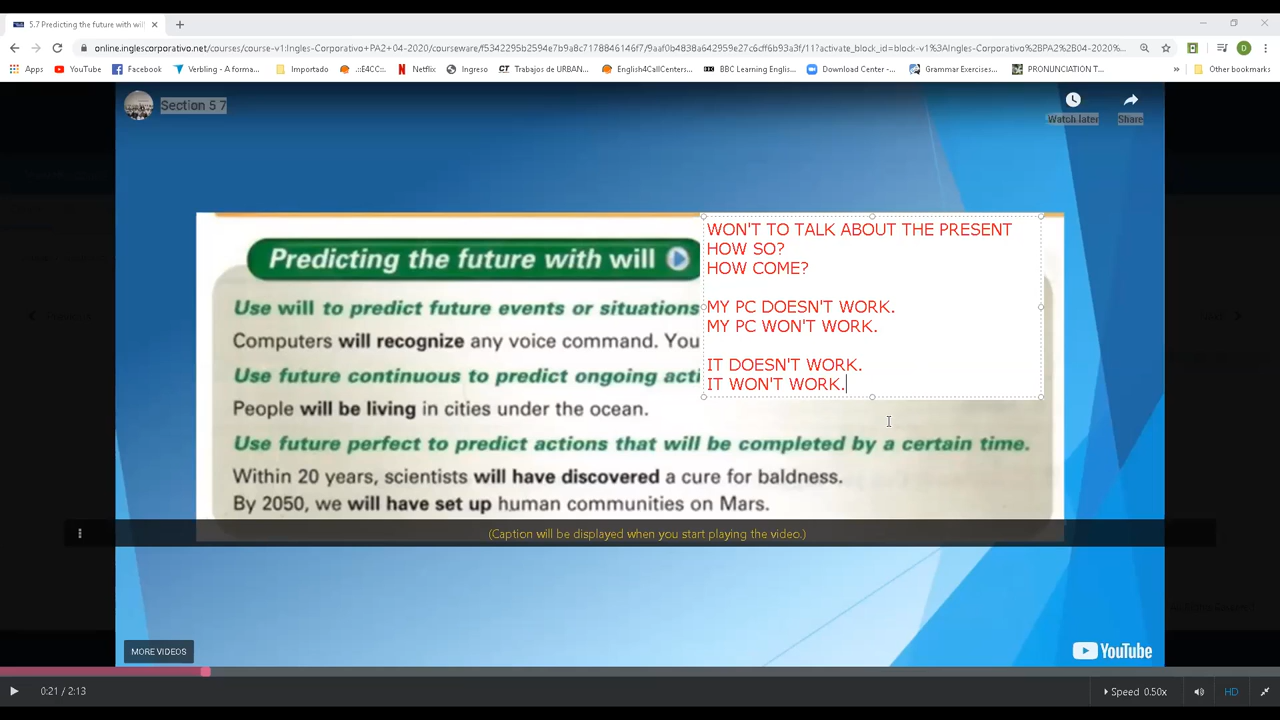 5.7 Predicting the future with wil
online.inglescorporativo.net/courses/course-v1:Ingles-Corporativo+PA2+04-2020/courseware/f5342295b2594e7b9a8c7178846146f7/9aaf0b4838a642959e27c6cff6b93a3f/11?activate_block_id=block-v1%3AIngles-Corporativo%2BPA2%2B04-2020%...
D
Apps YouTube Facebook Verbling - A forma... Importado .::E4CC::. Netflix Ingreso CT Trabajos de URBAN... English4CallCenters... BBC Learning English... Download Center -... Grammar Exercises... PRONUNCIATION T... » Other bookmarks
Section 5 7
Watch later Share
Predicting the future with will
Use will to predict future events or situations
Computers will recognize any voice command. You
Use future continuous to predict ongoing acti
People will be living in cities under the ocean.
Use future perfect to predict actions that will be completed by a certain time.
Within 20 years, scientists will have discovered a cure for baldness.
By 2050, we will have set up human communities on Mars.
WON'T TO TALK ABOUT THE PRESENT
HOW SO?
HOW COME?
MY PC DOESN'T WORK.
MY PC WON'T WORK.
IT DOESN'T WORK.
IT WON'T WORK.
(Caption will be displayed when you start playing the video.)
MORE VIDEOS
YouTube
0:21 / 2:13
Speed 0.50x
HD